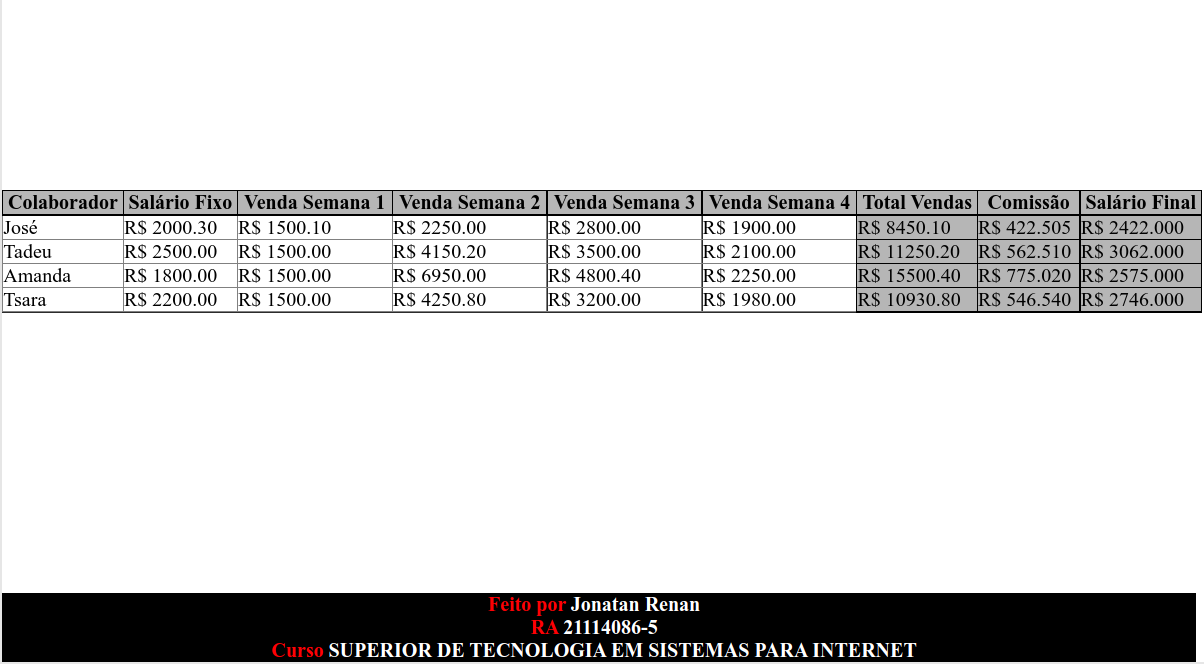 Colaborador Salário Fixo Venda Semana 1 Venda Semana 2 Venda Semana 3 Venda Semana 4 Total Vendas Comissão Salário Final
José R$ 2000.30 R$ 1500.10 R$ 2250.00 R$ 2800.00 R$ 1900.00 R$ 8450.10 R$ 422.505 R$ 2422.000
Tadeu R$ 2500.00 R$ 1500.00 R$ 4150.20 R$ 3500.00 R$ 2100.00 R$ 11250.20 R$ 562.510 R$ 3062.000
Amanda R$ 1800.00 R$ 1500.00 R$ 6950.00 R$ 4800.40 R$ 2250.00 R$ 15500.40 R$ 775.020 R$ 2575.000
Tsara R$ 2200.00 R$ 1500.00 R$ 4250.80 R$ 3200.00 R$ 1980.00 R$ 10930.80 R$ 546.540 R$ 2746.000
Feito por Jonatan Renan
RA 21114086-5
Curso SUPERIOR DE TECNOLOGIA EM SISTEMAS PARA INTERNET